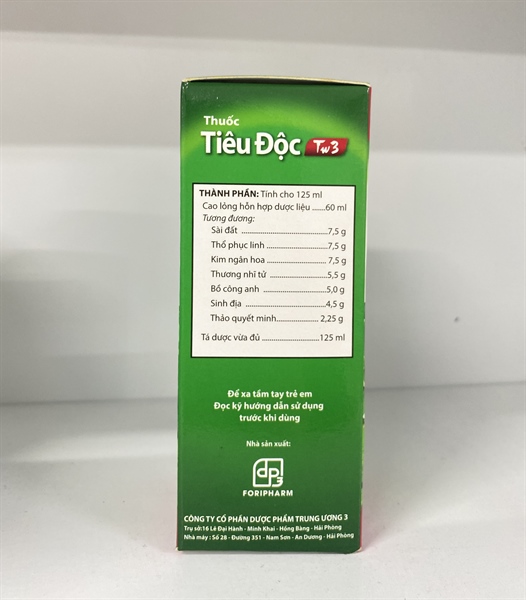 Thuốc
Tiêu Độc Tw3
THÀNH PHẦN: Tính cho 125 ml
Cao lỏng hỗn hợp dược liệu ......60 ml
Tương đương:
Sài đất ..............................7,5 g
Thổ phục linh ......................7,5 g
Kim ngân hoa ......................7,5 g
Thương nhĩ tử ....................5,5 g
Bồ công anh .......................5,0 g
Sinh địa ..............................4,5 g
Thảo quyết minh................2,25 g
Tá dược vừa đủ ......................125 ml
Để xa tầm tay trẻ em
Đọc kỹ hướng dẫn sử dụng
trước khi dùng
Nhà sản xuất:
dp3
FORIPHARM
CÔNG TY CỔ PHẦN DƯỢC PHẨM TRUNG ƯƠNG 3
Trụ sở:16 Lê Đại Hành - Minh Khai - Hồng Bàng - Hải Phòng
Nhà máy : Số 28 - Đường 351 - Nam Sơn - An Dương - Hải Phòng